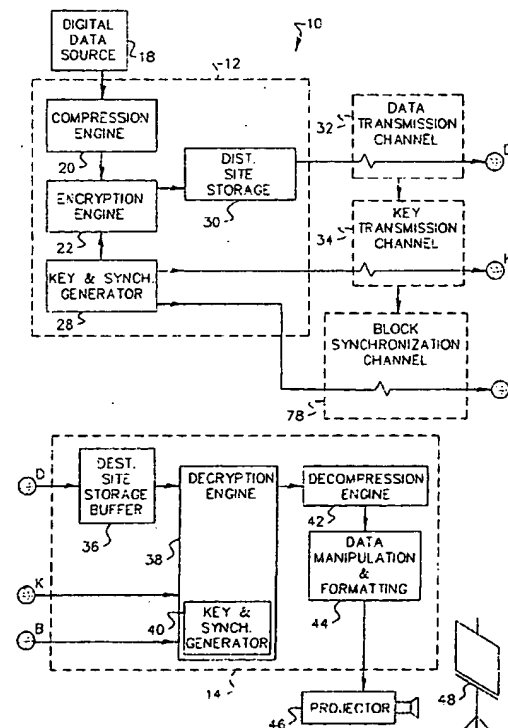 10
DIGITAL
DATA
SOURCE
18
12
COMPRESSION
ENGINE
20
ENCRYPTION
ENGINE
22
KEY & SYNCH.
GENERATOR
28
DIST.
SITE
STORAGE
30
DATA
TRANSMISSION
CHANNEL
32
D
KEY
TRANSMISSION
CHANNEL
34
K
BLOCK
SYNCHRONIZATION
CHANNEL
78
D
DEST.
SITE
STORAGE
BUFFER
36
DECRYPTION
ENGINE
38
DECOMPRESSION
ENGINE
42
DATA
MANIPULATION
&
FORMATTING
44
K
40
KEY &
SYNCH.
GENERATOR
B
14
PROJECTOR
46
48